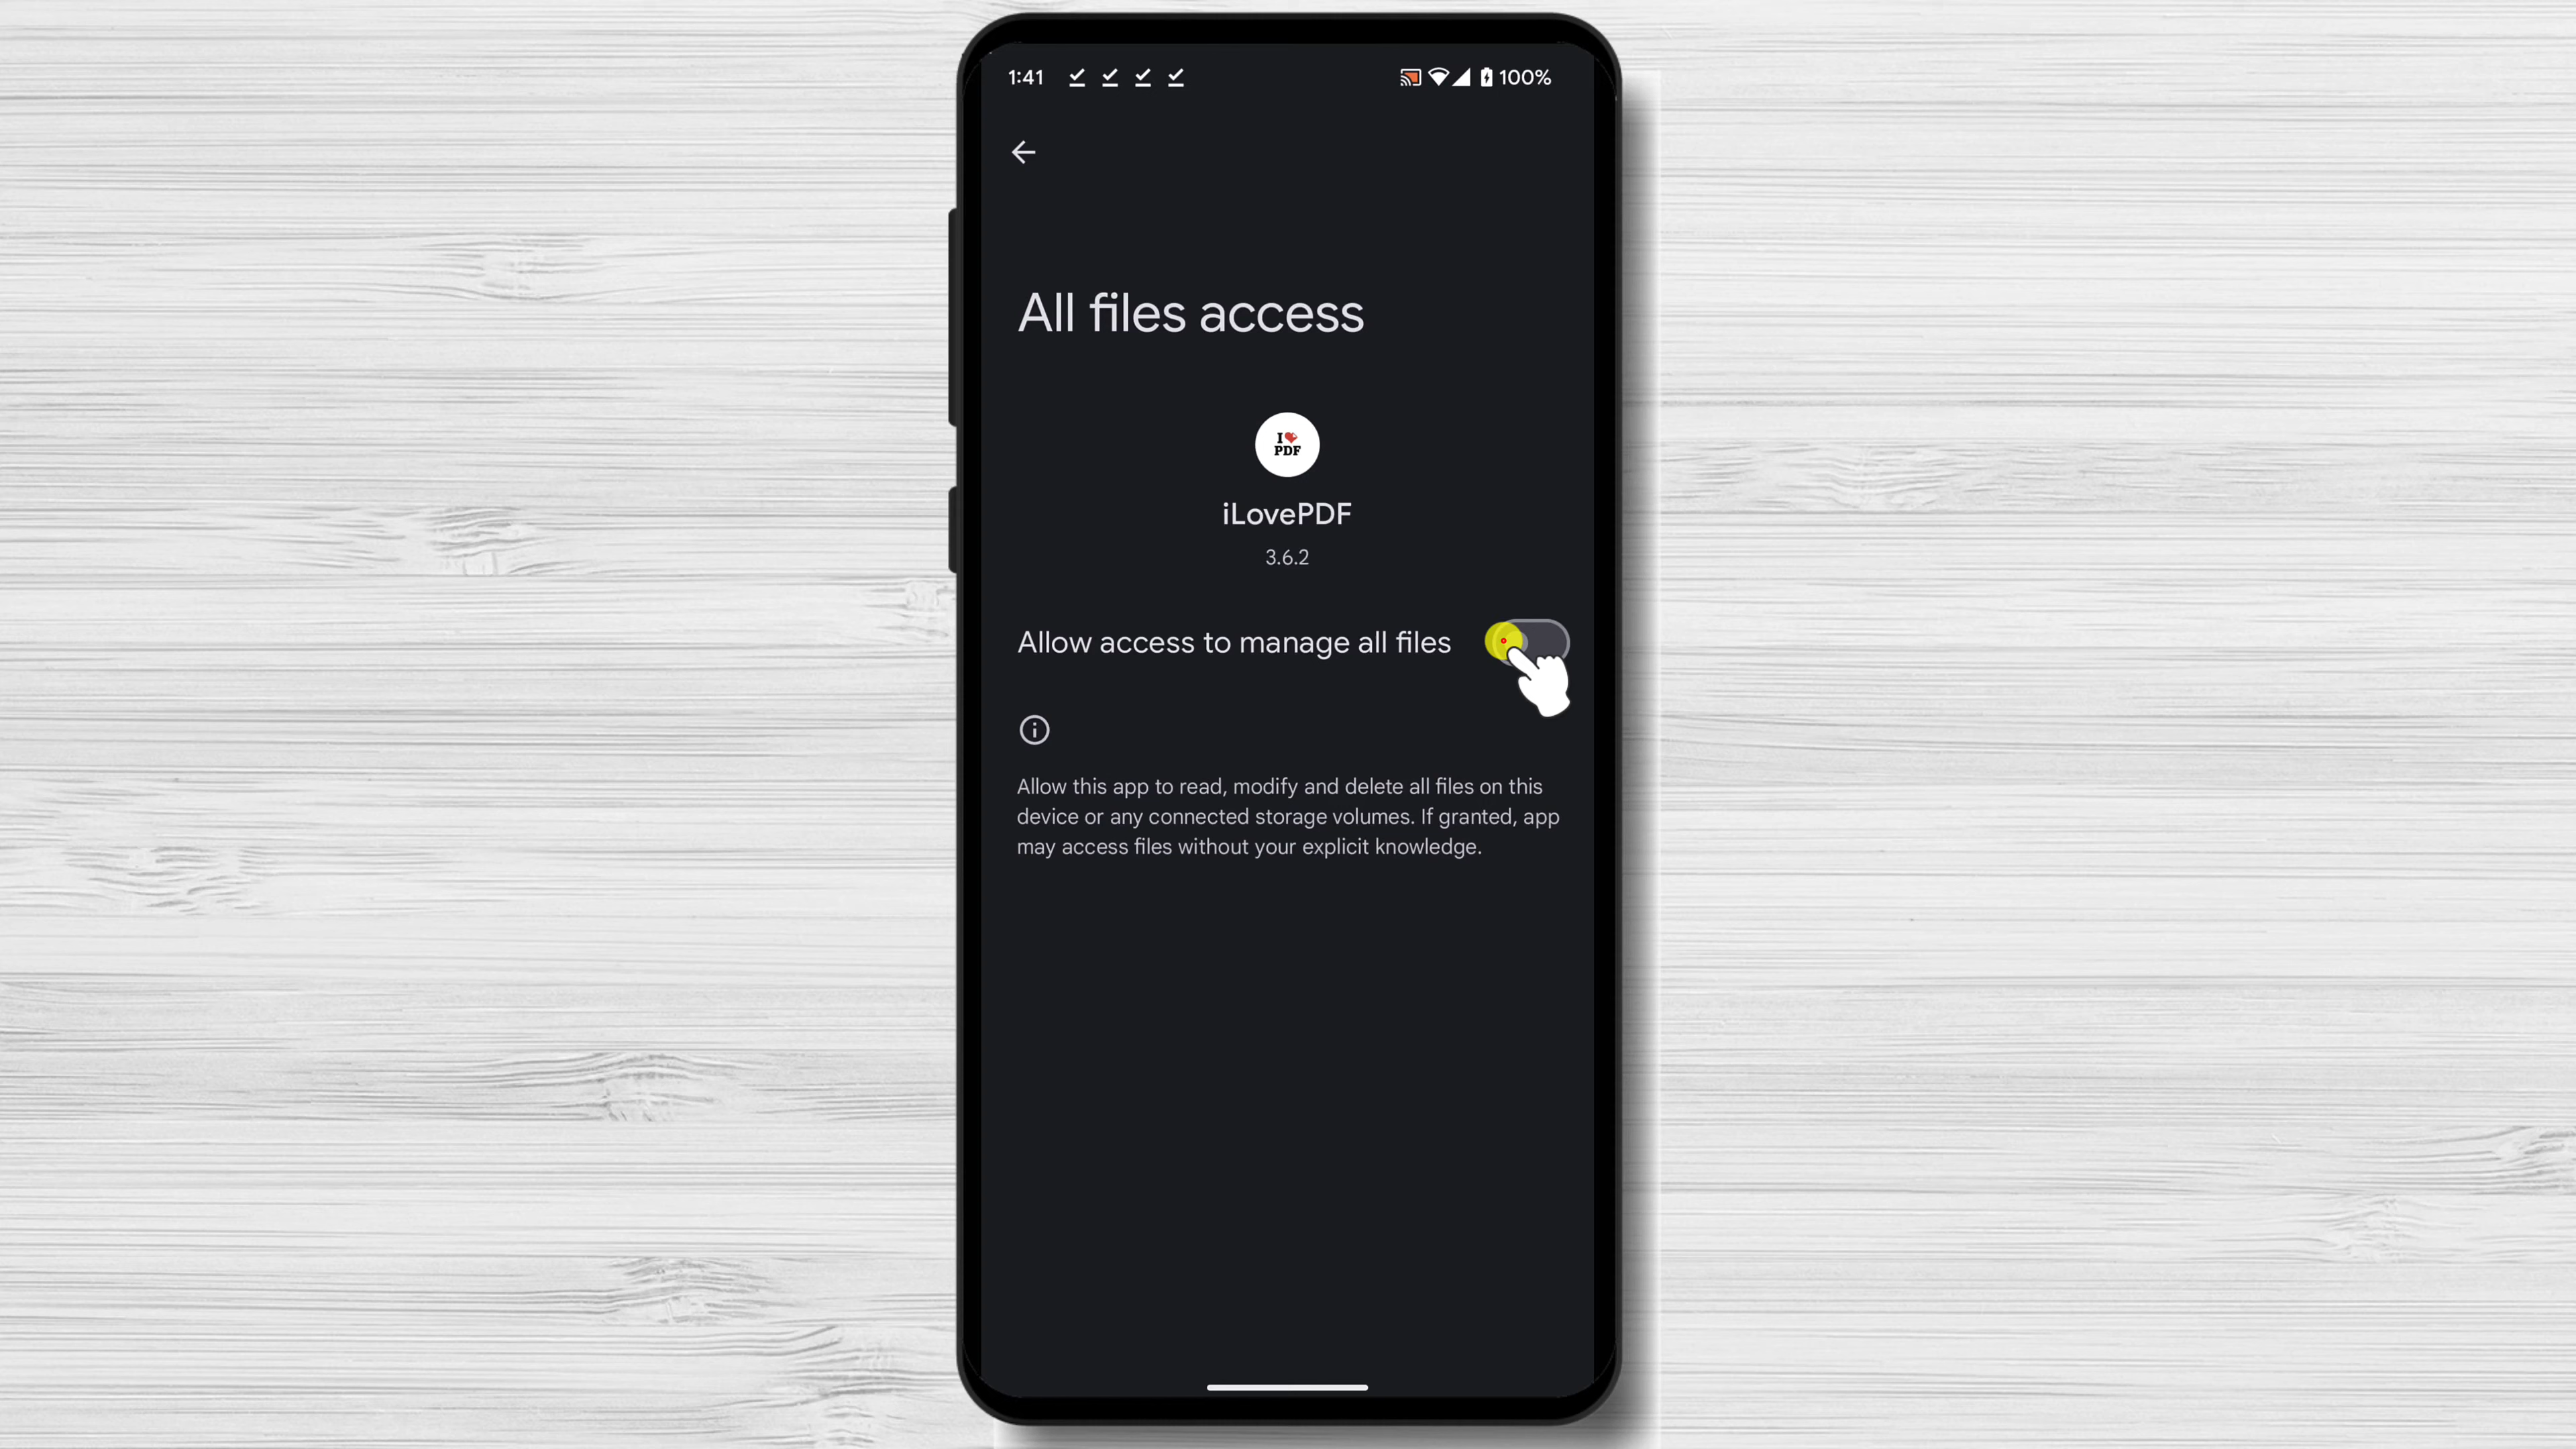 1:41
100%
All files access
I PDF
iLovePDF
3.6.2
Allow access to manage all files
Allow this app to read, modify and delete all files on this
device or any connected storage volumes. If granted, app
may access files without your explicit knowledge.